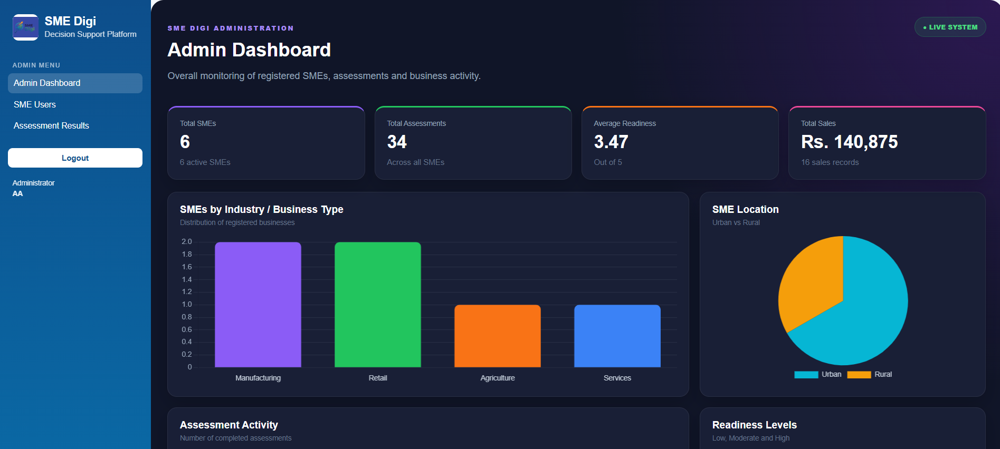 SME Digi
Decision Support Platform
ADMIN MENU
Admin Dashboard
SME Users
Assessment Results
Logout
Administrator
AA
SME DIGI ADMINISTRATION
Admin Dashboard
Overall monitoring of registered SMEs, assessments and business activity.
● LIVE SYSTEM
Total SMEs
6
6 active SMEs
Total Assessments
34
Across all SMEs
Average Readiness
3.47
Out of 5
Total Sales
Rs. 140,875
16 sales records
SMEs by Industry / Business Type
Distribution of registered businesses
2.0
1.8
1.6
1.4
1.2
1.0
0.8
0.6
0.4
0.2
0
Manufacturing
Retail
Agriculture
Services
SME Location
Urban vs Rural
Urban
Rural
Assessment Activity
Number of completed assessments
Readiness Levels
Low, Moderate and High